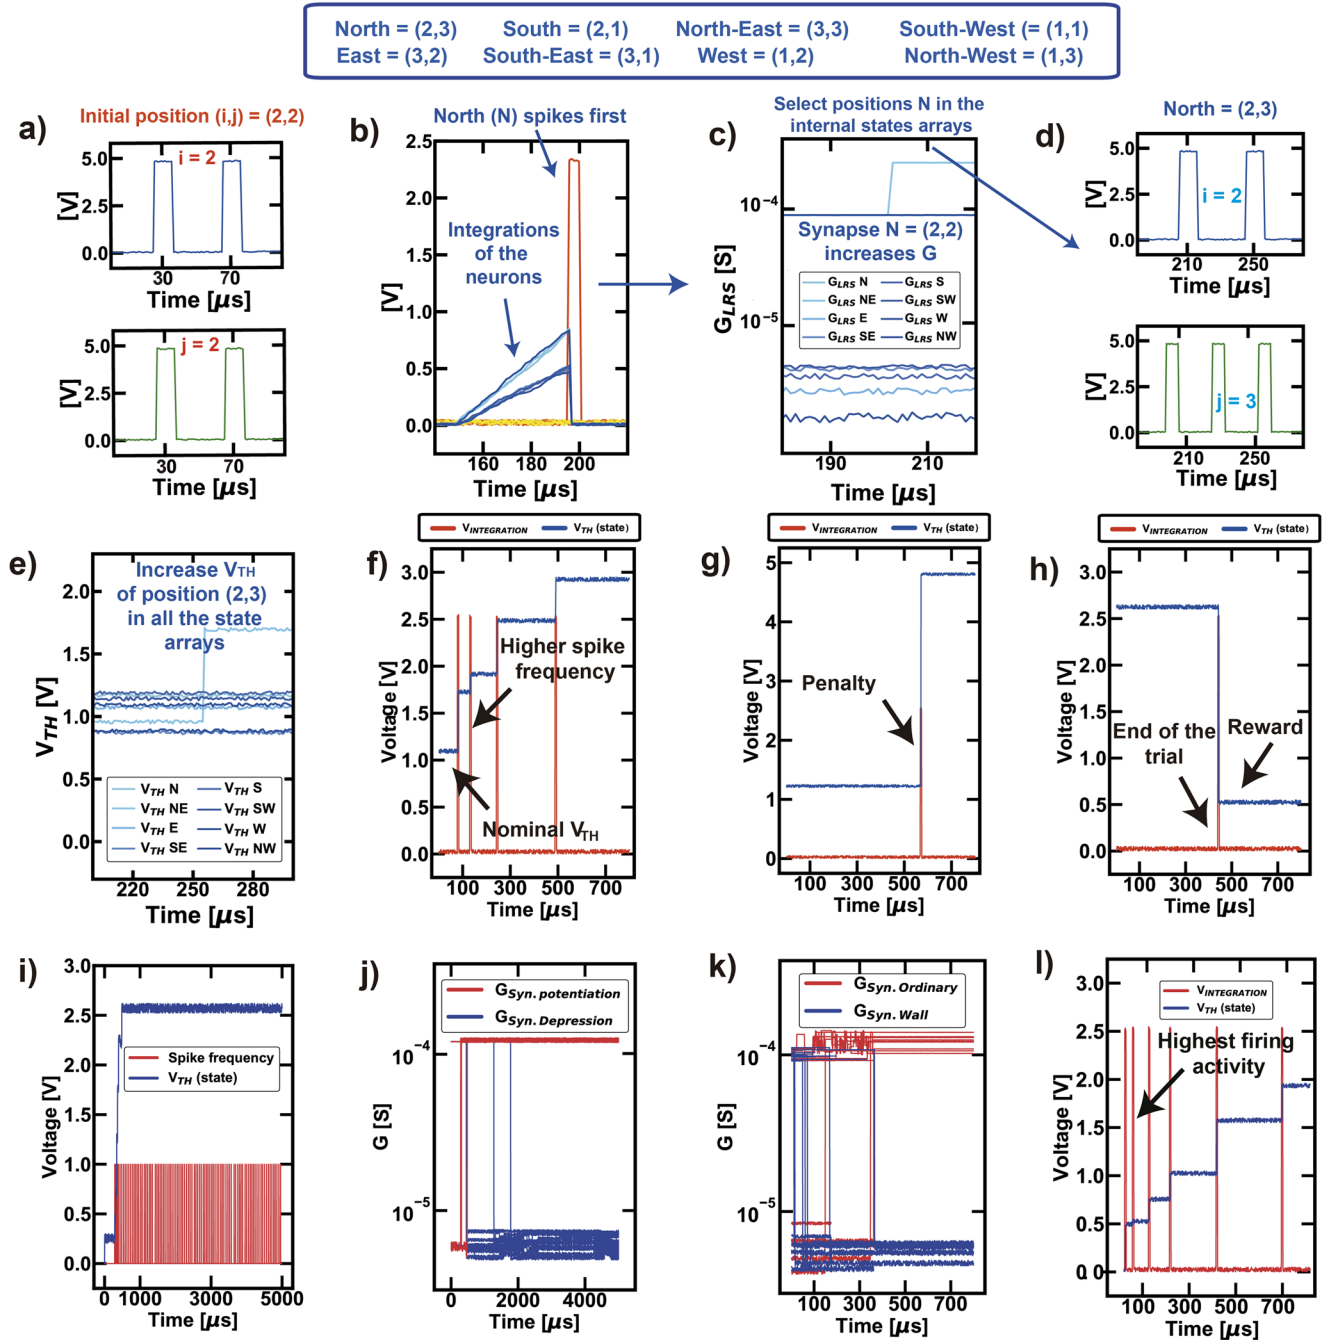 North = (2,3) South = (2,1) North-East = (3,3) South-West (= (1,1)
East = (3,2) South-East = (3,1) West = (1,2) North-West = (1,3)
a)
Initial position (i,j) = (2,2)
5.0
2.5
0.0
[V]
i = 2
30 70
Time [μs]
5.0
2.5
0.0
[V]
j = 2
30 70
Time [μs]
b)
North (N) spikes first
2.5
2.0
1.5
1.0
0.5
0.0
[V]
Integrations
of the
neurons
160 180 200
Time [μs]
c)
Select positions N in the
internal states arrays
10⁻⁴
10⁻⁵
G_LRS [S]
Synapse N = (2,2)
increases G
G_LRS N G_LRS S
G_LRS NE G_LRS SW
G_LRS E G_LRS W
G_LRS SE G_LRS NW
190 210
Time [μs]
d)
North = (2,3)
5.0
2.5
0.0
[V]
i = 2
210 250
Time [μs]
5.0
2.5
0.0
[V]
j = 3
210 250
Time [μs]
e)
Increase V_TH
of position (2,3)
in all the state
arrays
2.0
1.5
1.0
0.5
0.0
V_TH [V]
V_TH N V_TH S
V_TH NE V_TH SW
V_TH E V_TH W
V_TH SE V_TH NW
220 250 280
Time [μs]
f)
V_INTEGRATION V_TH (state)
3.0
2.5
2.0
1.5
1.0
0.5
0.0
Voltage [V]
Higher spike
frequency
Nominal V_TH
100 300 500 700
Time [μs]
g)
V_INTEGRATION V_TH (state)
5
4
3
2
1
0
Voltage [V]
Penalty
100 300 500 700
Time [μs]
h)
V_INTEGRATION V_TH (state)
3.0
2.5
2.0
1.5
1.0
0.5
0.0
Voltage [V]
End of the
trial
Reward
100 300 500 700
Time [μs]
i)
3.0
2.5
2.0
1.5
1.0
0.5
0.0
Voltage [V]
Spike frequency
V_TH (state)
0 1000 3000 5000
Time [μs]
j)
G_Syn. potentiation
G_Syn. Depression
10⁻⁴
10⁻⁵
G [S]
0 2000 4000
Time [μs]
k)
G_Syn. Ordinary
G_Syn. Wall
10⁻⁴
10⁻⁵
G [S]
100 300 500 700
Time [μs]
l)
V_INTEGRATION
V_TH (state)
3.0
2.5
2.0
1.5
1.0
0.5
0.0
Voltage [V]
Highest firing
activity
100 300 500 700
Time [μs]